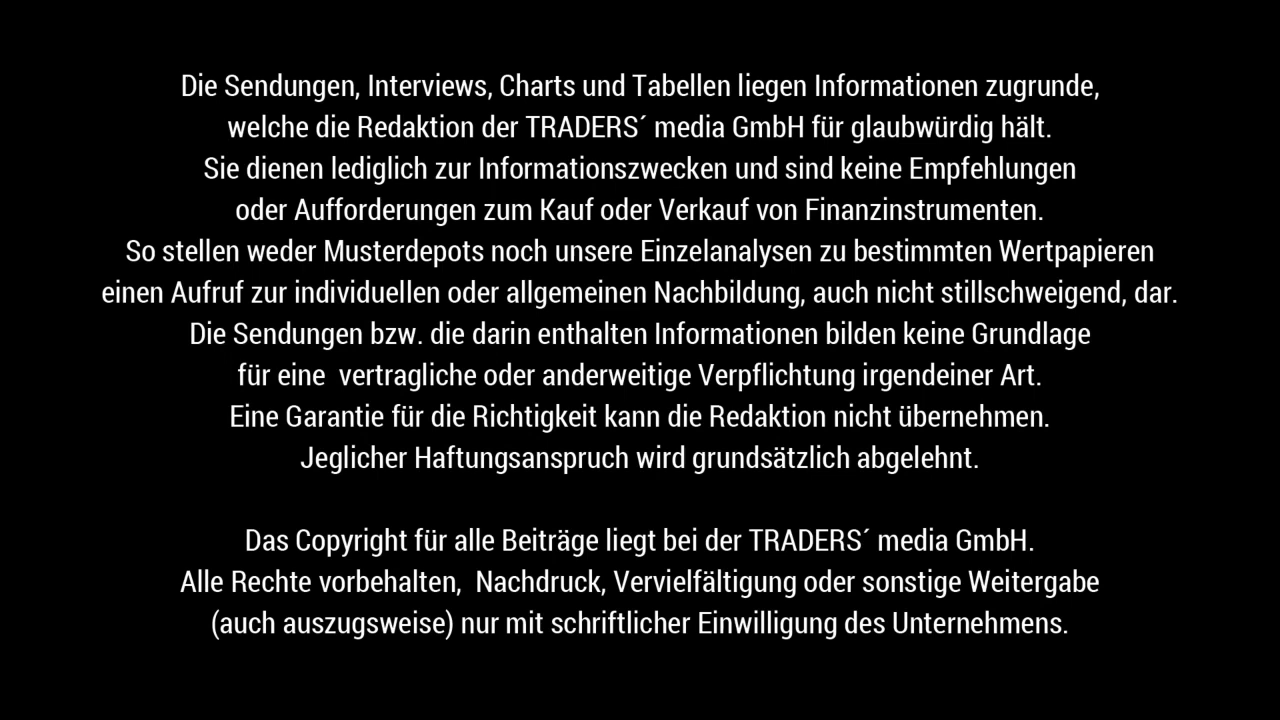 Die Sendungen, Interviews, Charts und Tabellen liegen Informationen zugrunde,
welche die Redaktion der TRADERS´ media GmbH für glaubwürdig hält.
Sie dienen lediglich zur Informationszwecken und sind keine Empfehlungen
oder Aufforderungen zum Kauf oder Verkauf von Finanzinstrumenten.
So stellen weder Musterdepots noch unsere Einzelanalysen zu bestimmten Wertpapieren
einen Aufruf zur individuellen oder allgemeinen Nachbildung, auch nicht stillschweigend, dar.
Die Sendungen bzw. die darin enthalten Informationen bilden keine Grundlage
für eine  vertragliche oder anderweitige Verpflichtung irgendeiner Art.
Eine Garantie für die Richtigkeit kann die Redaktion nicht übernehmen.
Jeglicher Haftungsanspruch wird grundsätzlich abgelehnt.
Das Copyright für alle Beiträge liegt bei der TRADERS´ media GmbH.
Alle Rechte vorbehalten,  Nachdruck, Vervielfältigung oder sonstige Weitergabe
(auch auszugsweise) nur mit schriftlicher Einwilligung des Unternehmens.